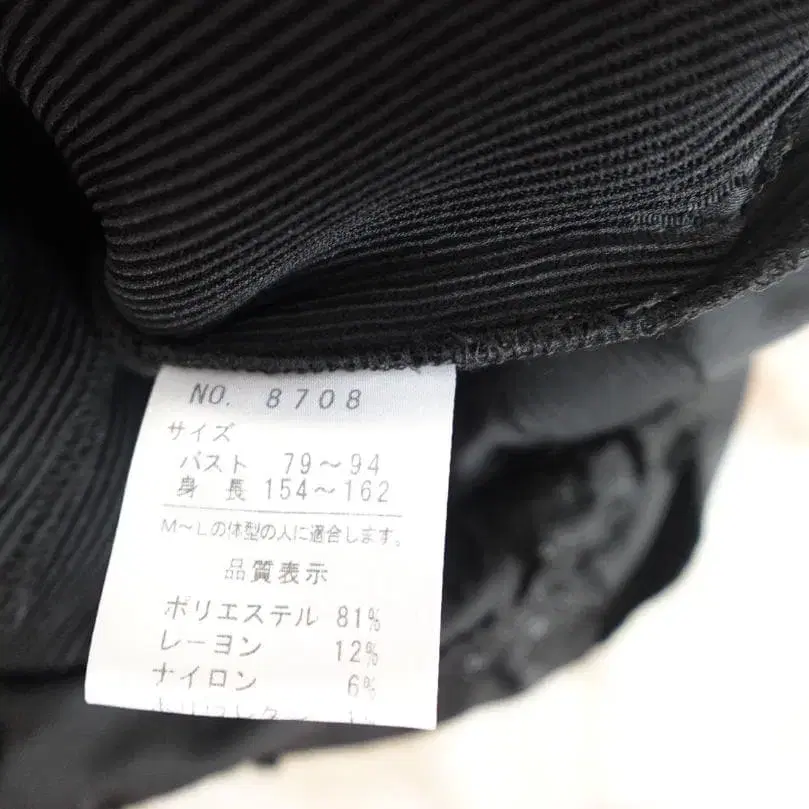 NO. 8708
サイズ
バスト 79～94
身長 154～162
M～Lの体型の人に適合します。
品質表示
ポリエステル 81%
レーヨン 12%
ナイロン 6%